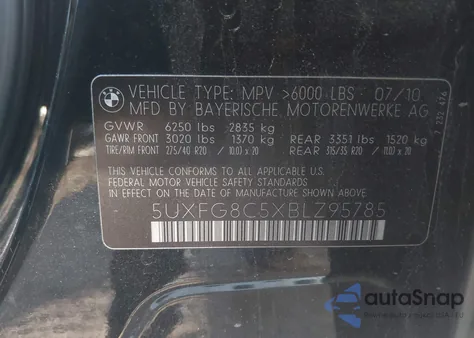 BMW
VEHICLE TYPE: MPV >6000 LBS 07/10
MFD BY BAYERISCHE MOTORENWERKE AG
GVWR 6250 lbs 2835 kg
GAWR FRONT 3020 lbs 1370 kg REAR 3351 lbs 1520 kg
TIRE/RIM FRONT 275/40 R20 / 10.0J x 20 REAR 315/35 R20 /
THIS VEHICLE CONFORMS TO ALL APPLICABLE U.S.
FEDERAL MOTOR VEHICLE SAFETY STANDARDS
IN EFFECT ON THE DATE OF MANUFACTURE SHOWN ABOVE.
5UXFG8C5XBLZ95785
autoSnap